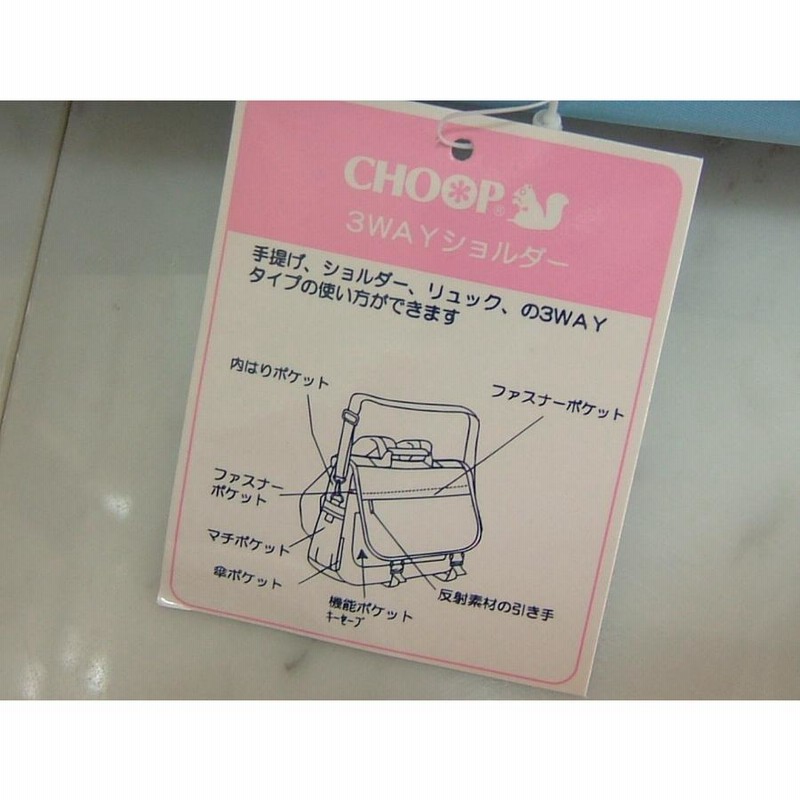 CHOOP®
3WAYショルダー
手提げ、ショルダー、リュック、の3WAY
タイプの使い方ができます
内はりポケット
ファスナーポケット
ファスナー
ポケット
マチポケット
傘ポケット
機能ポケット
キーセーブ
反射素材の引き手